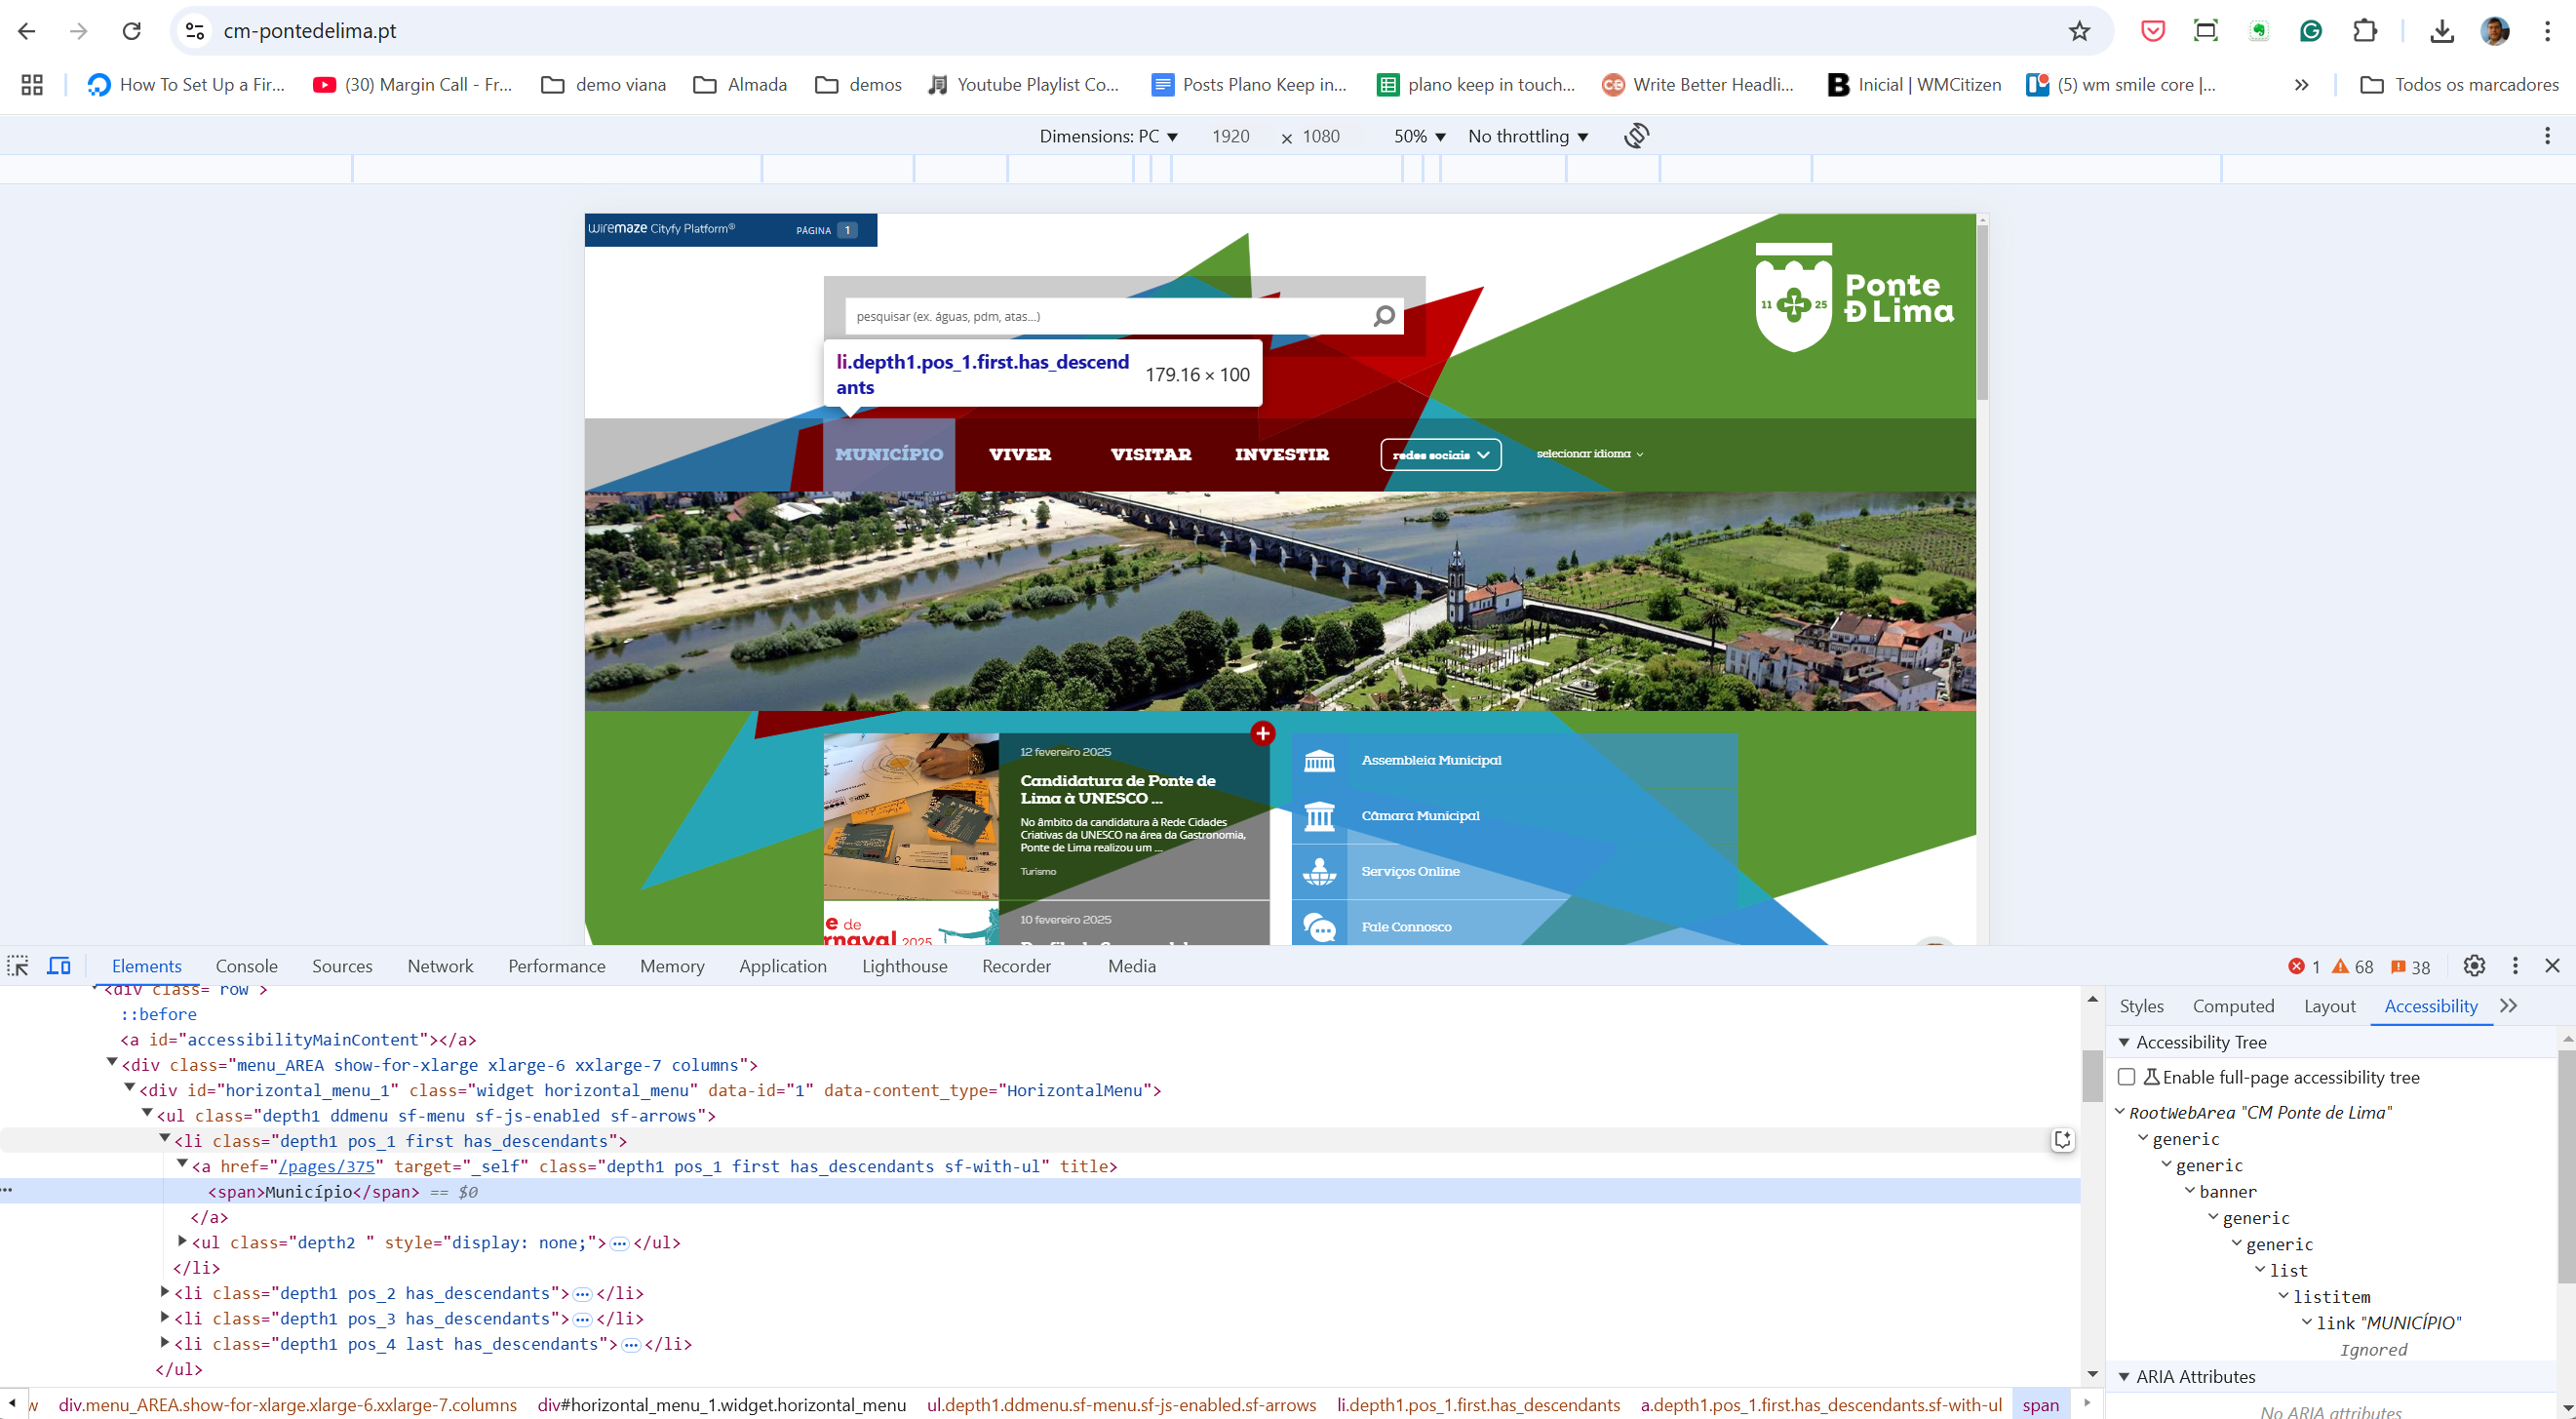 cm-pontedelima.pt
How To Set Up a Fir... (30) Margin Call - Fr... demo viana Almada demos Youtube Playlist Co... Posts Plano Keep in... plano keep in touch... Write Better Headli... Inicial | WMCitizen (5) wm smile core |... » Todos os marcadores
Dimensions: PC 1920 × 1080 50% No throttling
wiremaze Cityfy Platform® PÁGINA 1
11 25 Ponte
D Lima
pesquisar (ex. águas, pdm, atas...)
li.depth1.pos_1.first.has_descend
ants 179.16 × 100
MUNICÍPIO VIVER VISITAR INVESTIR redes sociais selecionar idioma
12 fevereiro 2025
Candidatura de Ponte de
Lima à UNESCO ...
No âmbito da candidatura à Rede Cidades
Criativas da UNESCO na área da Gastronomia,
Ponte de Lima realizou um ...
Turismo
10 fevereiro 2025
e de
rnaval 2025
Assembleia Municipal
Câmara Municipal
Serviços Online
Fale Connosco
Elements Console Sources Network Performance Memory Application Lighthouse Recorder Media 1 68 38
<div class="row">
::before
<a id="accessibilityMainContent"></a>
<div class="menu_AREA show-for-xlarge xlarge-6 xxlarge-7 columns">
<div id="horizontal_menu_1" class="widget horizontal_menu" data-id="1" data-content_type="HorizontalMenu">
<ul class="depth1 ddmenu sf-menu sf-js-enabled sf-arrows">
<li class="depth1 pos_1 first has_descendants">
<a href="/pages/375" target="_self" class="depth1 pos_1 first has_descendants sf-with-ul" title>
<span>Município</span> == $0
</a>
<ul class="depth2 " style="display: none;">…</ul>
</li>
<li class="depth1 pos_2 has_descendants">…</li>
<li class="depth1 pos_3 has_descendants">…</li>
<li class="depth1 pos_4 last has_descendants">…</li>
</ul>
w div.menu_AREA.show-for-xlarge.xlarge-6.xxlarge-7.columns div#horizontal_menu_1.widget.horizontal_menu ul.depth1.ddmenu.sf-menu.sf-js-enabled.sf-arrows li.depth1.pos_1.first.has_descendants a.depth1.pos_1.first.has_descendants.sf-with-ul span
Styles Computed Layout Accessibility
Accessibility Tree
Enable full-page accessibility tree
RootWebArea "CM Ponte de Lima"
generic
generic
banner
generic
generic
list
listitem
link "MUNICÍPIO"
Ignored
ARIA Attributes
No ARIA attributes